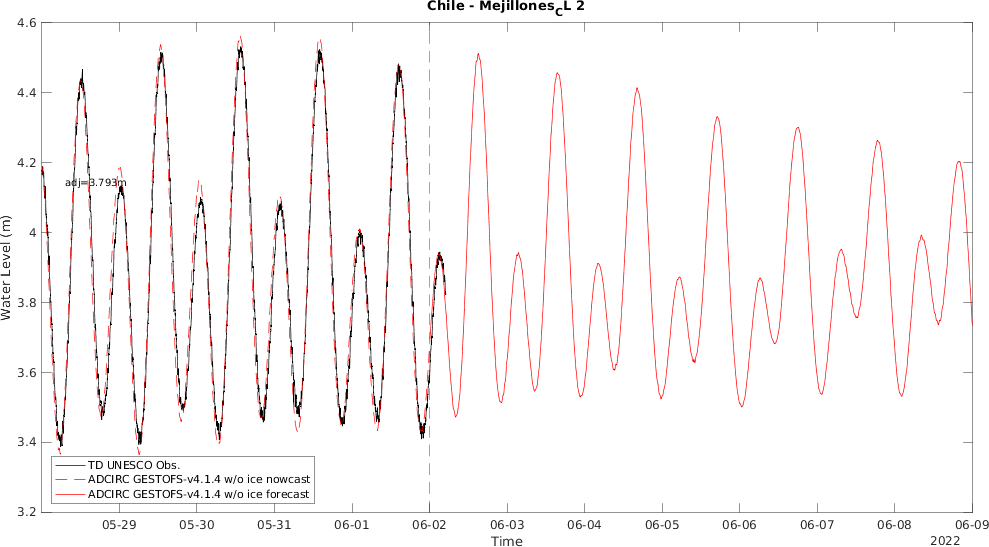 Chile - Mejillones_CL 2
4.6
4.4
4.2
4
3.8
3.6
3.4
3.2
Water Level (m)
adj=3.793m
TD UNESCO Obs.
ADCIRC GESTOFS-v4.1.4 w/o ice nowcast
ADCIRC GESTOFS-v4.1.4 w/o ice forecast
05-29 05-30 05-31 06-01 06-02 06-03 06-04 06-05 06-06 06-07 06-08 06-09
Time
2022